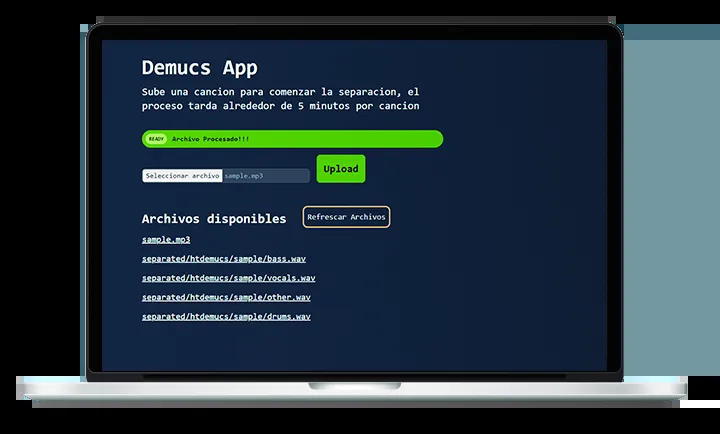 Demucs App
Sube una cancion para comenzar la separacion, el
proceso tarda alrededor de 5 minutos por cancion
READY Archivo Procesado!!!
Seleccionar archivo sample.mp3 Upload
Archivos disponibles Refrescar Archivos
sample.mp3
separated/htdemucs/sample/bass.wav
separated/htdemucs/sample/vocals.wav
separated/htdemucs/sample/other.wav
separated/htdemucs/sample/drums.wav